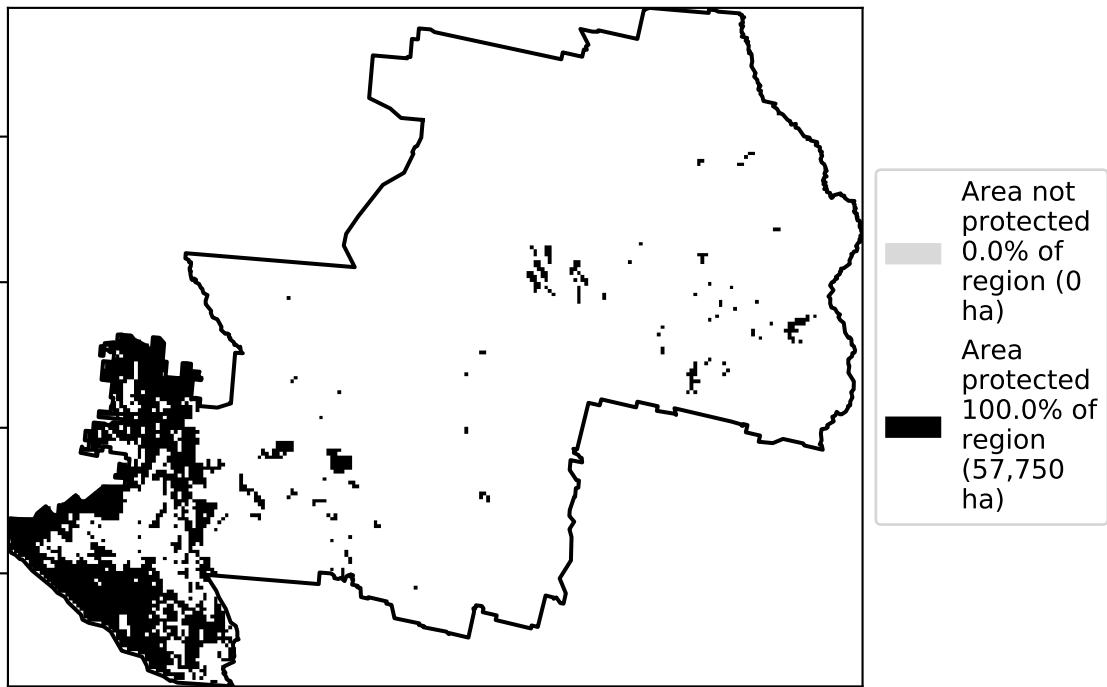 Area not
protected
0.0% of
region (0
ha)
Area
protected
100.0% of
region
(57,750
ha)